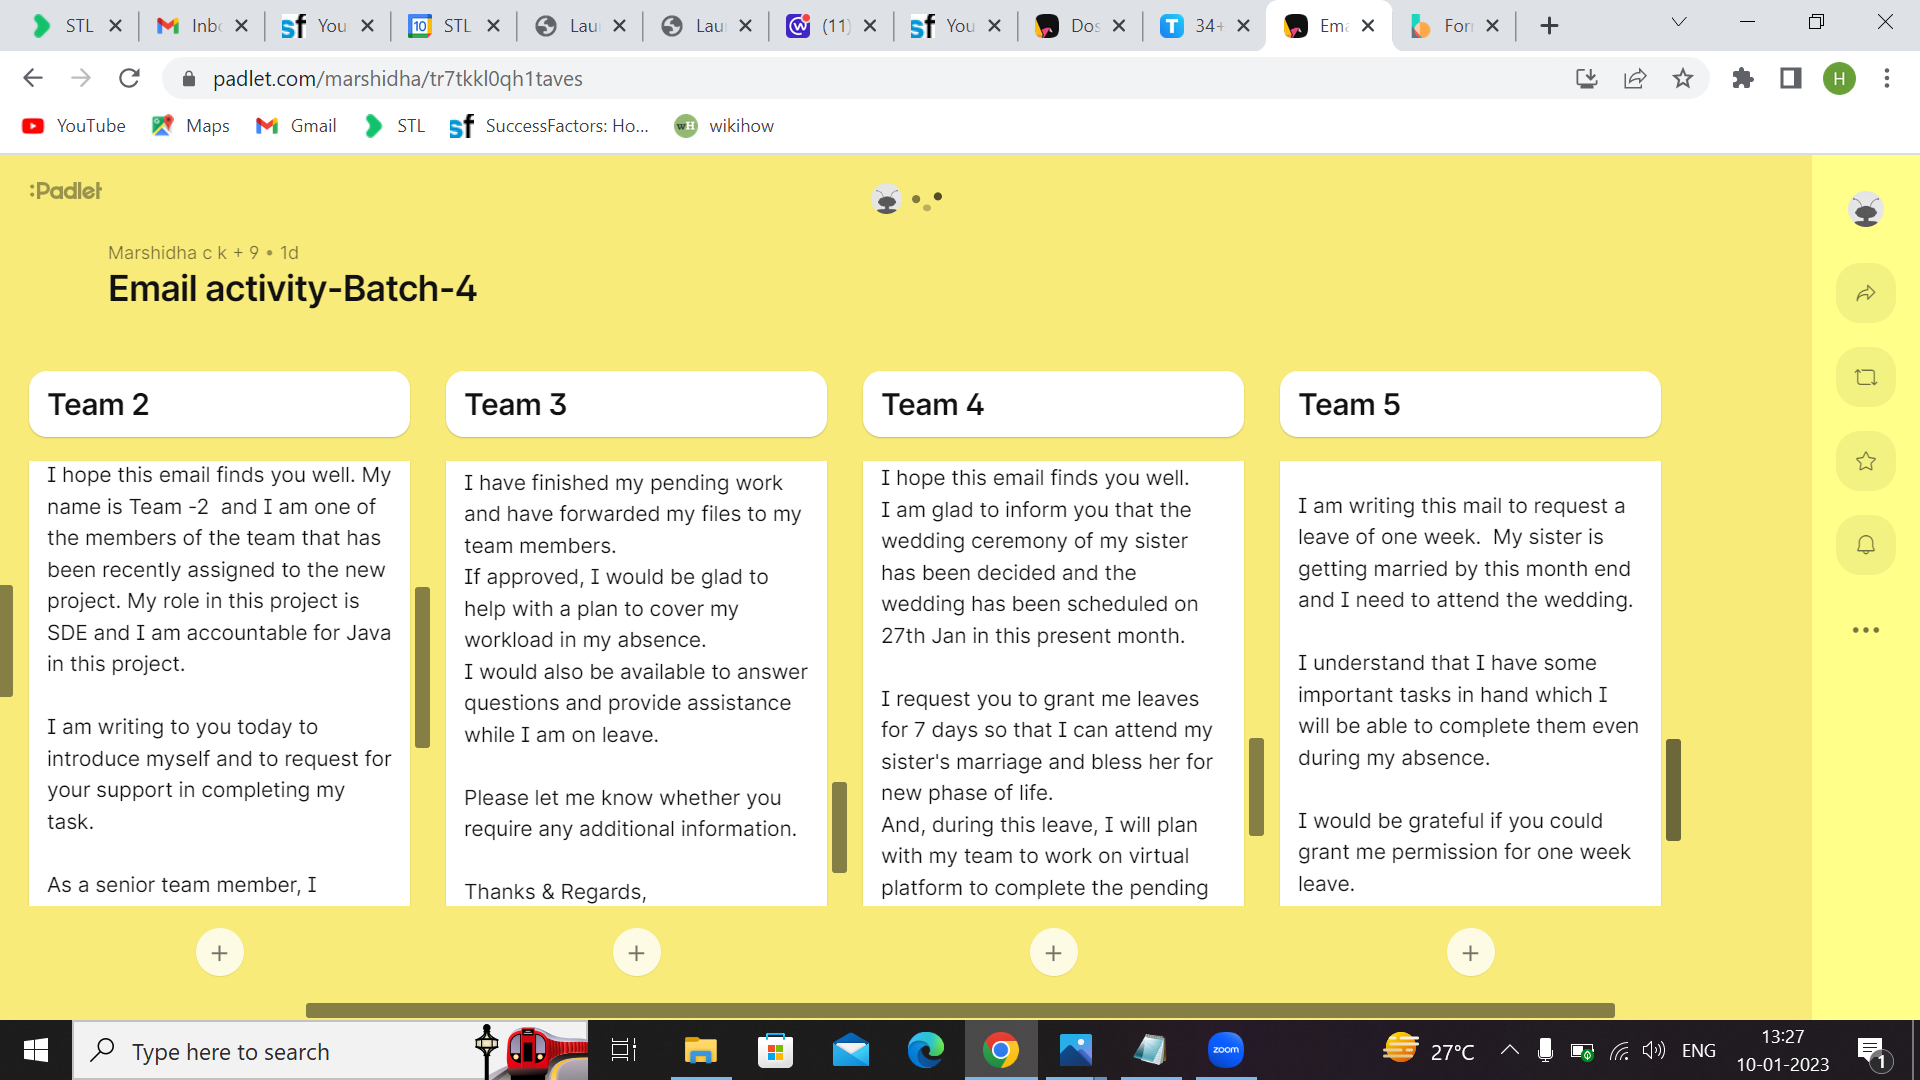 STL
Inbc
You
10
STL
Lau
Lau
(11)
You
Dos
T
34+
Ema
For
padlet.com/marshidha/tr7tkkl0qh1taves
H
YouTube
Maps
Gmail
STL
SuccessFactors: Ho...
wH
wikihow
:Padlet
Marshidha c k + 9 • 1d
Email activity-Batch-4
Team 2
I hope this email finds you well. My
name is Team -2  and I am one of
the members of the team that has
been recently assigned to the new
project. My role in this project is
SDE and I am accountable for Java
in this project.
I am writing to you today to
introduce myself and to request for
your support in completing my
task.
As a senior team member, I
Team 3
I have finished my pending work
and have forwarded my files to my
team members.
If approved, I would be glad to
help with a plan to cover my
workload in my absence.
I would also be available to answer
questions and provide assistance
while I am on leave.
Please let me know whether you
require any additional information.
Thanks & Regards,
Team 4
I hope this email finds you well.
I am glad to inform you that the
wedding ceremony of my sister
has been decided and the
wedding has been scheduled on
27th Jan in this present month.
I request you to grant me leaves
for 7 days so that I can attend my
sister's marriage and bless her for
new phase of life.
And, during this leave, I will plan
with my team to work on virtual
platform to complete the pending
Team 5
I am writing this mail to request a
leave of one week.  My sister is
getting married by this month end
and I need to attend the wedding.
I understand that I have some
important tasks in hand which I
will be able to complete them even
during my absence.
I would be grateful if you could
grant me permission for one week
leave.
Type here to search
zoom
27°C
ENG
13:27
10-01-2023
1